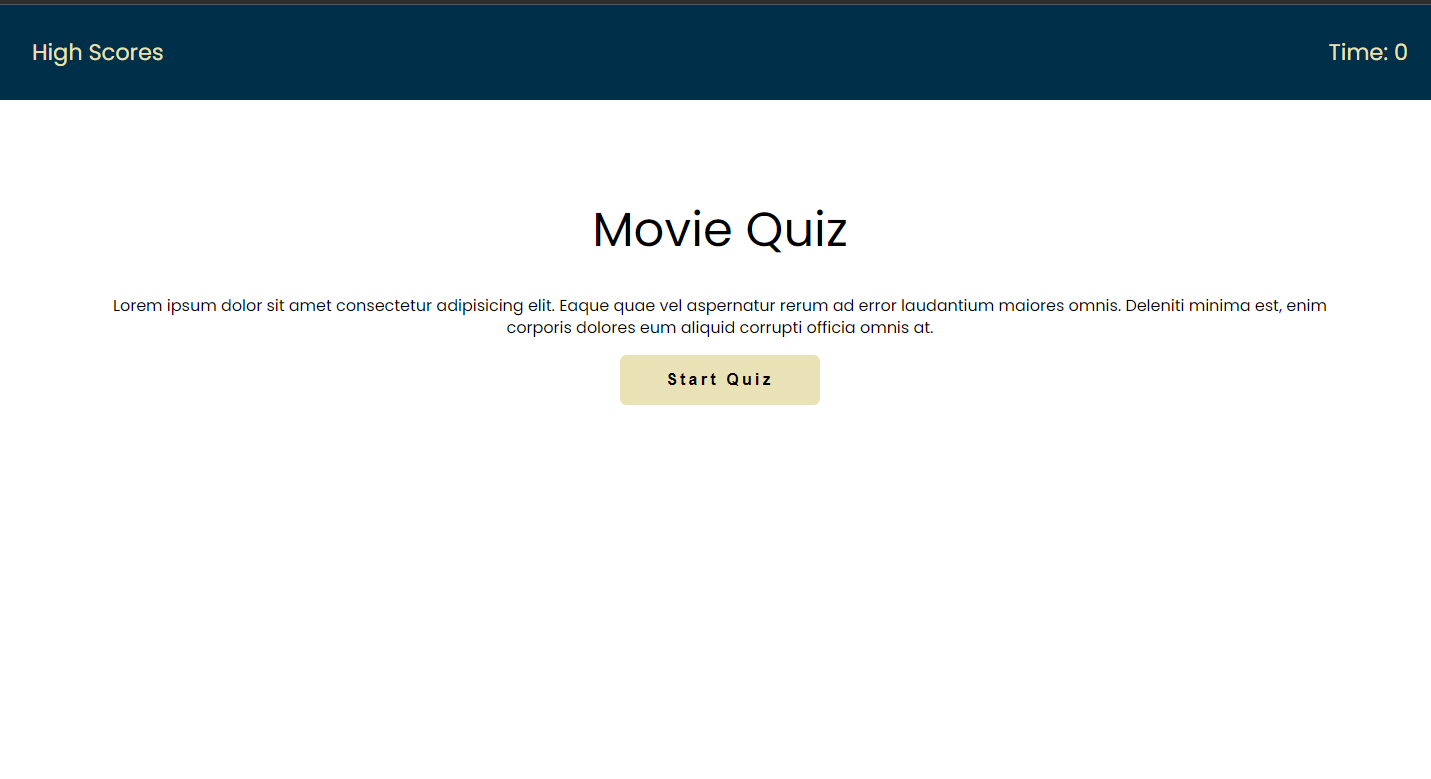 High Scores
Time: 0
Movie Quiz
Lorem ipsum dolor sit amet consectetur adipisicing elit. Eaque quae vel aspernatur rerum ad error laudantium maiores omnis. Deleniti minima est, enim
corporis dolores eum aliquid corrupti officia omnis at.
Start Quiz